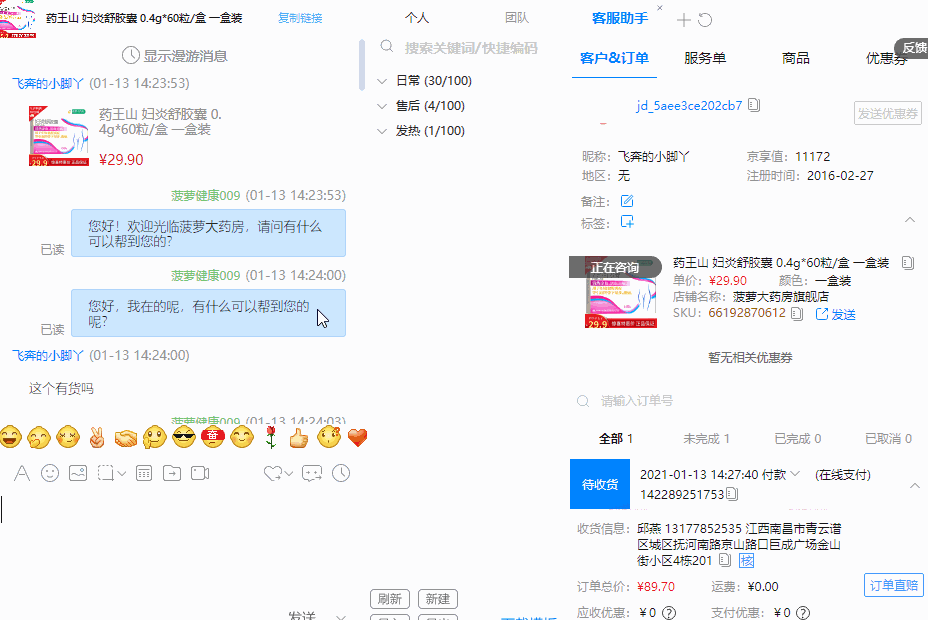 药王山 妇炎舒胶囊 0.4g*60粒/盒 一盒装
复制链接
显示漫游消息
飞奔的小脚丫 (01-13 14:23:53)
药王山 妇炎舒胶囊 0.
4g*60粒/盒 一盒装
¥29.90
菠萝健康009 (01-13 14:23:53)
您好！欢迎光临菠萝大药房，请问有什么
可以帮到您的?
已读
菠萝健康009 (01-13 14:24:00)
您好，我在的呢，有什么可以帮到您的
呢?
已读
飞奔的小脚丫 (01-13 14:24:00)
这个有货吗
菠萝健康009 (01-13 14:24:03)
发送
个人
团队
搜索关键词/快捷编码
日常 (30/100)
售后 (4/100)
发热 (1/100)
刷新
新建
下载模板
客服助手
反馈
客户&订单
服务单
商品
优惠券
jd_5aee3ce202cb7
发送优惠券
昵称：飞奔的小脚丫
京享值：11172
地区：无
注册时间：2016-02-27
备注：
标签：
正在咨询
药王山 妇炎舒胶囊 0.4g*60粒/盒 一盒装
单价：¥29.90
颜色：一盒装
店铺名称：菠萝大药房旗舰店
SKU：66192870612
发送
暂无相关优惠券
请输入订单号
全部 1
未完成 1
已完成 0
已取消 0
待收货
2021-01-13 14:27:40 付款
(在线支付)
142289251753
收货信息：邱燕 13177852535 江西南昌市青云谱
区城区抚河南路京山路口巨成广场金山
街小区4栋201
核
订单总价：¥89.70
运费：¥0.00
订单直赔
应收优惠：¥0
支付优惠：¥0